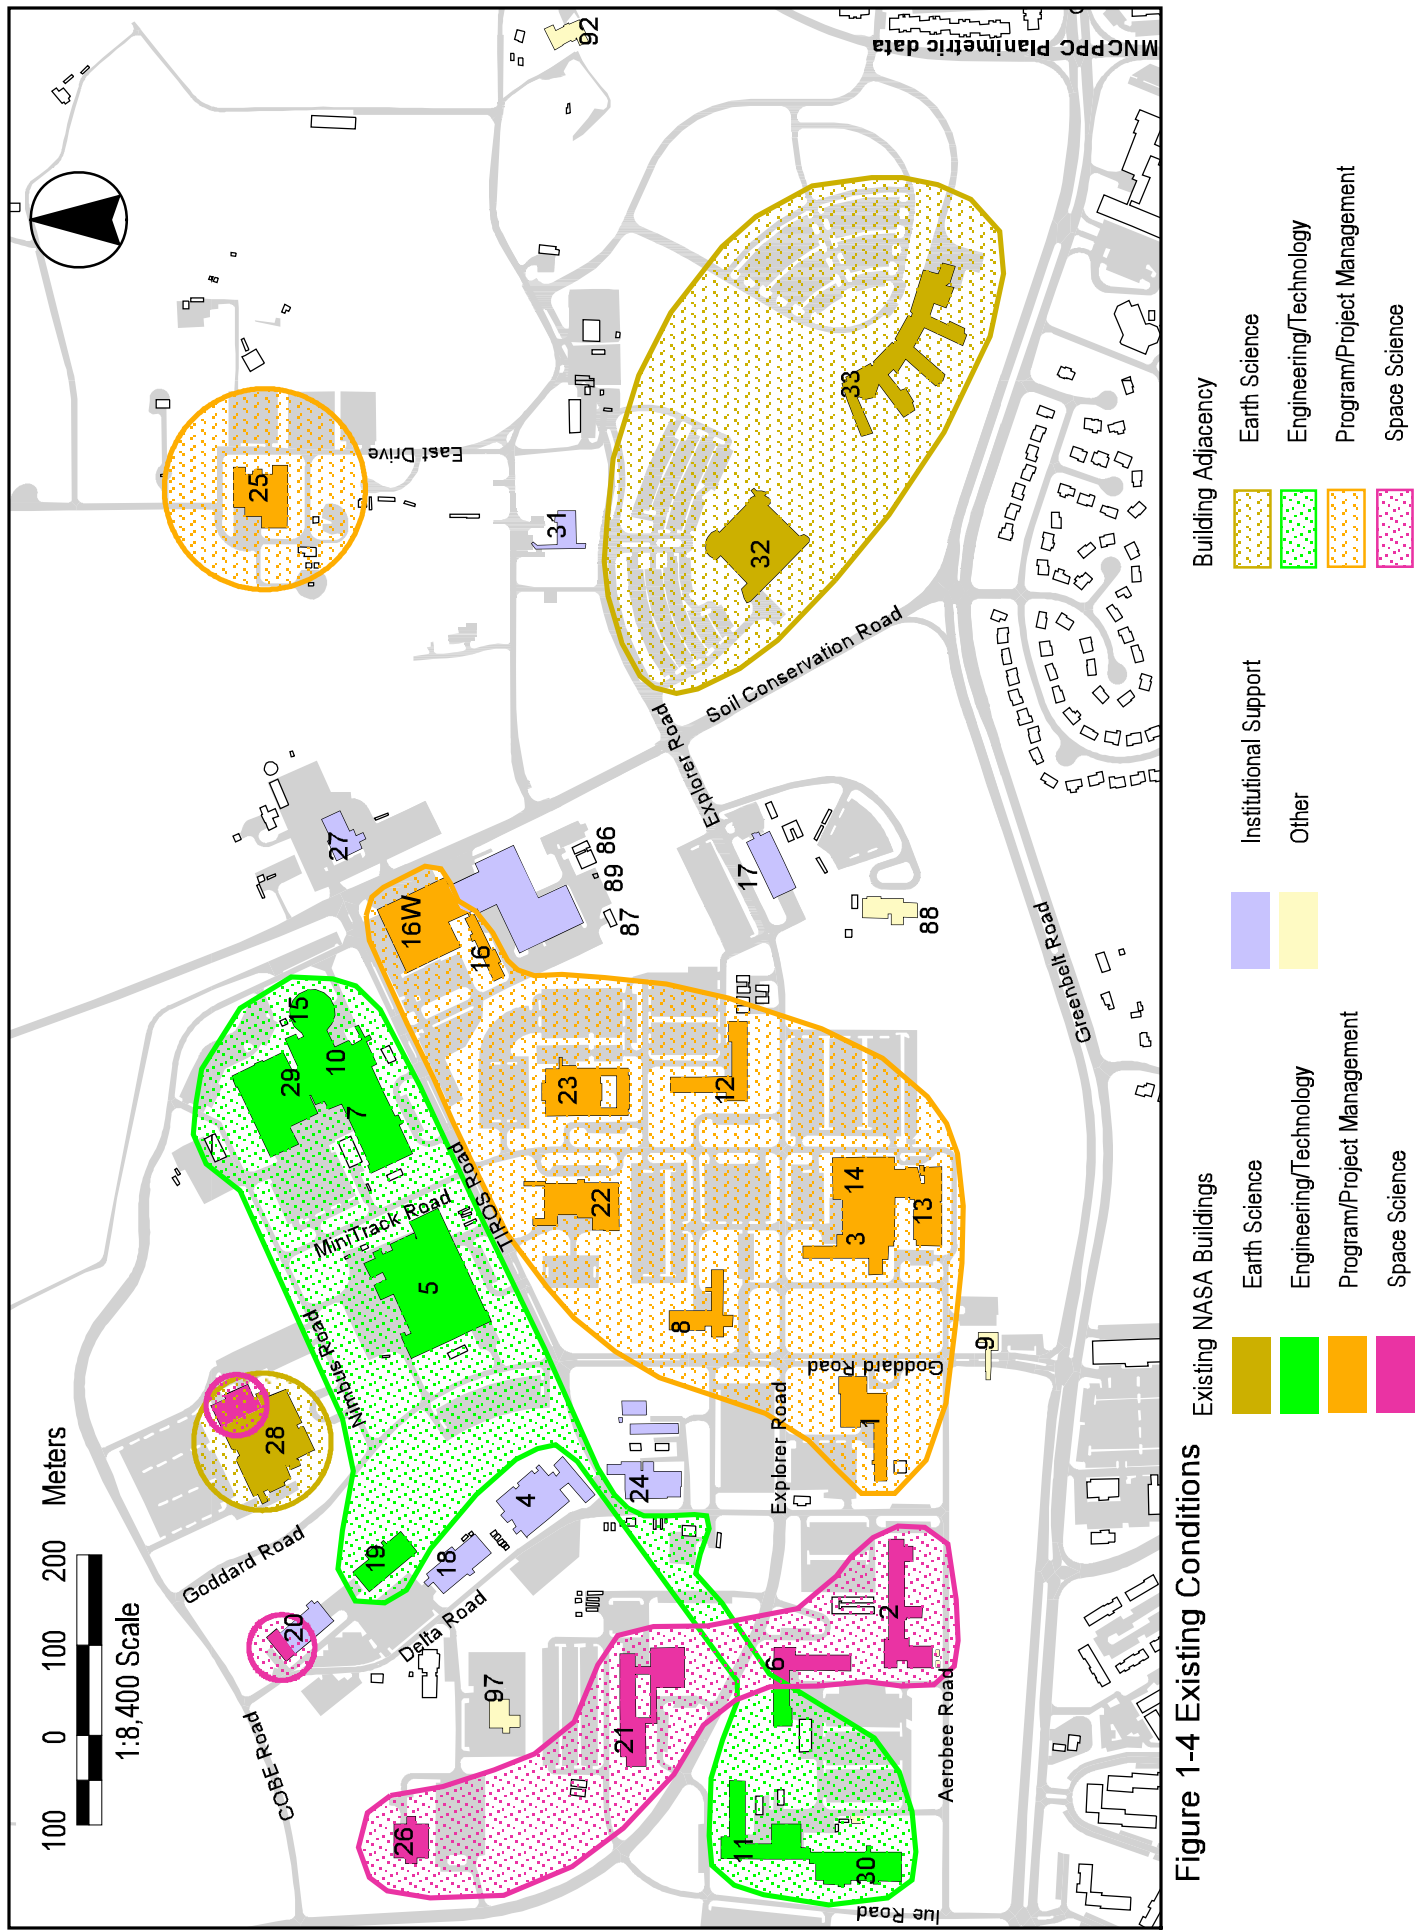 100 0 100 200 Meters
1:8,400 Scale
MNCPPC Planimetric data
COBE Road
Goddard Road
Nimbus Road
MiniTrack Road
TIROS Road
Delta Road
Explorer Road
Goddard Road
Aerobee Road
Iue Road
Explorer Road
Soil Conservation Road
Greenbelt Road
East Drive
26
20
28
19
18
4
97
21
24
5
29
10
15
7
16W
16
27
25
31
92
86
89
87
17
88
32
33
23
12
22
14
3
13
8
1
9
2
6
11
30
Figure 1-4 Existing Conditions
Existing NASA Buildings
Earth Science
Engineering/Technology
Program/Project Management
Space Science
Institutional Support
Other
Building Adjacency
Earth Science
Engineering/Technology
Program/Project Management
Space Science